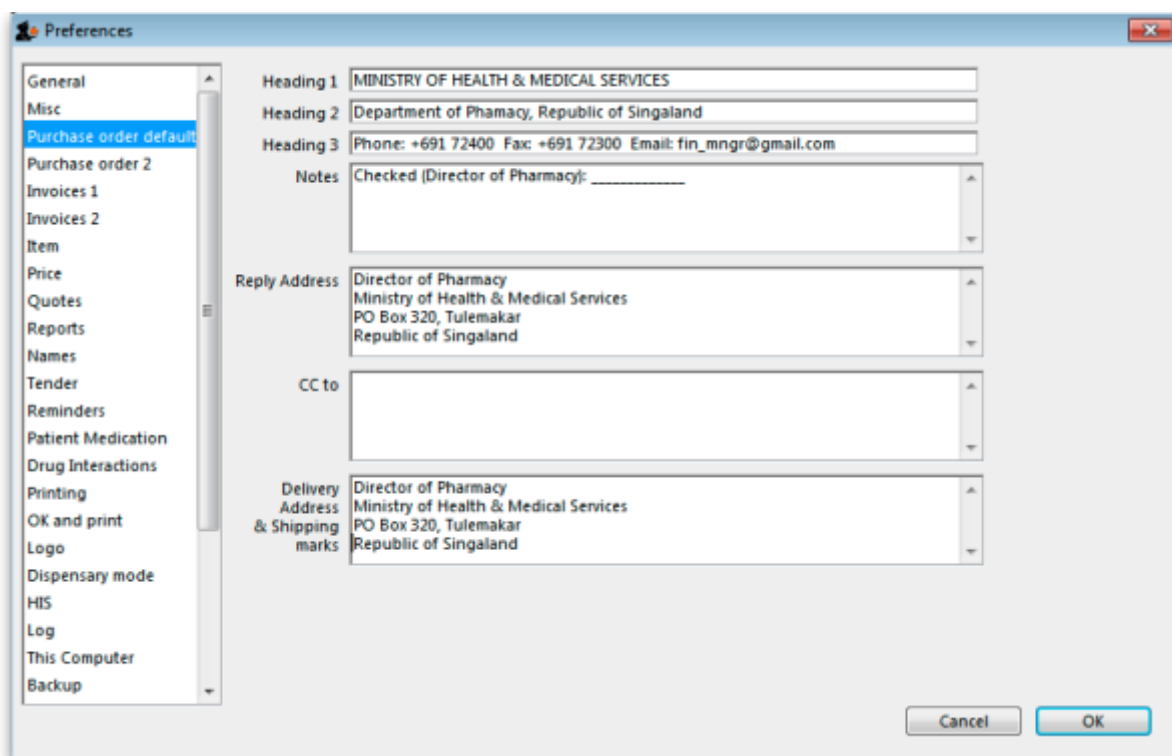 Preferences
General
Misc
Purchase order default
Purchase order 2
Invoices 1
Invoices 2
Item
Price
Quotes
Reports
Names
Tender
Reminders
Patient Medication
Drug Interactions
Printing
OK and print
Logo
Dispensary mode
HIS
Log
This Computer
Backup
Heading 1 MINISTRY OF HEALTH & MEDICAL SERVICES
Heading 2 Department of Phamacy, Republic of Singaland
Heading 3 Phone: +691 72400 Fax: +691 72300 Email: fin_mngr@gmail.com
Notes Checked (Director of Pharmacy): _____________
Reply Address Director of Pharmacy
Ministry of Health & Medical Services
PO Box 320, Tulemakar
Republic of Singaland
CC to
Delivery Director of Pharmacy
Address Ministry of Health & Medical Services
& Shipping PO Box 320, Tulemakar
marks Republic of Singaland
Cancel OK